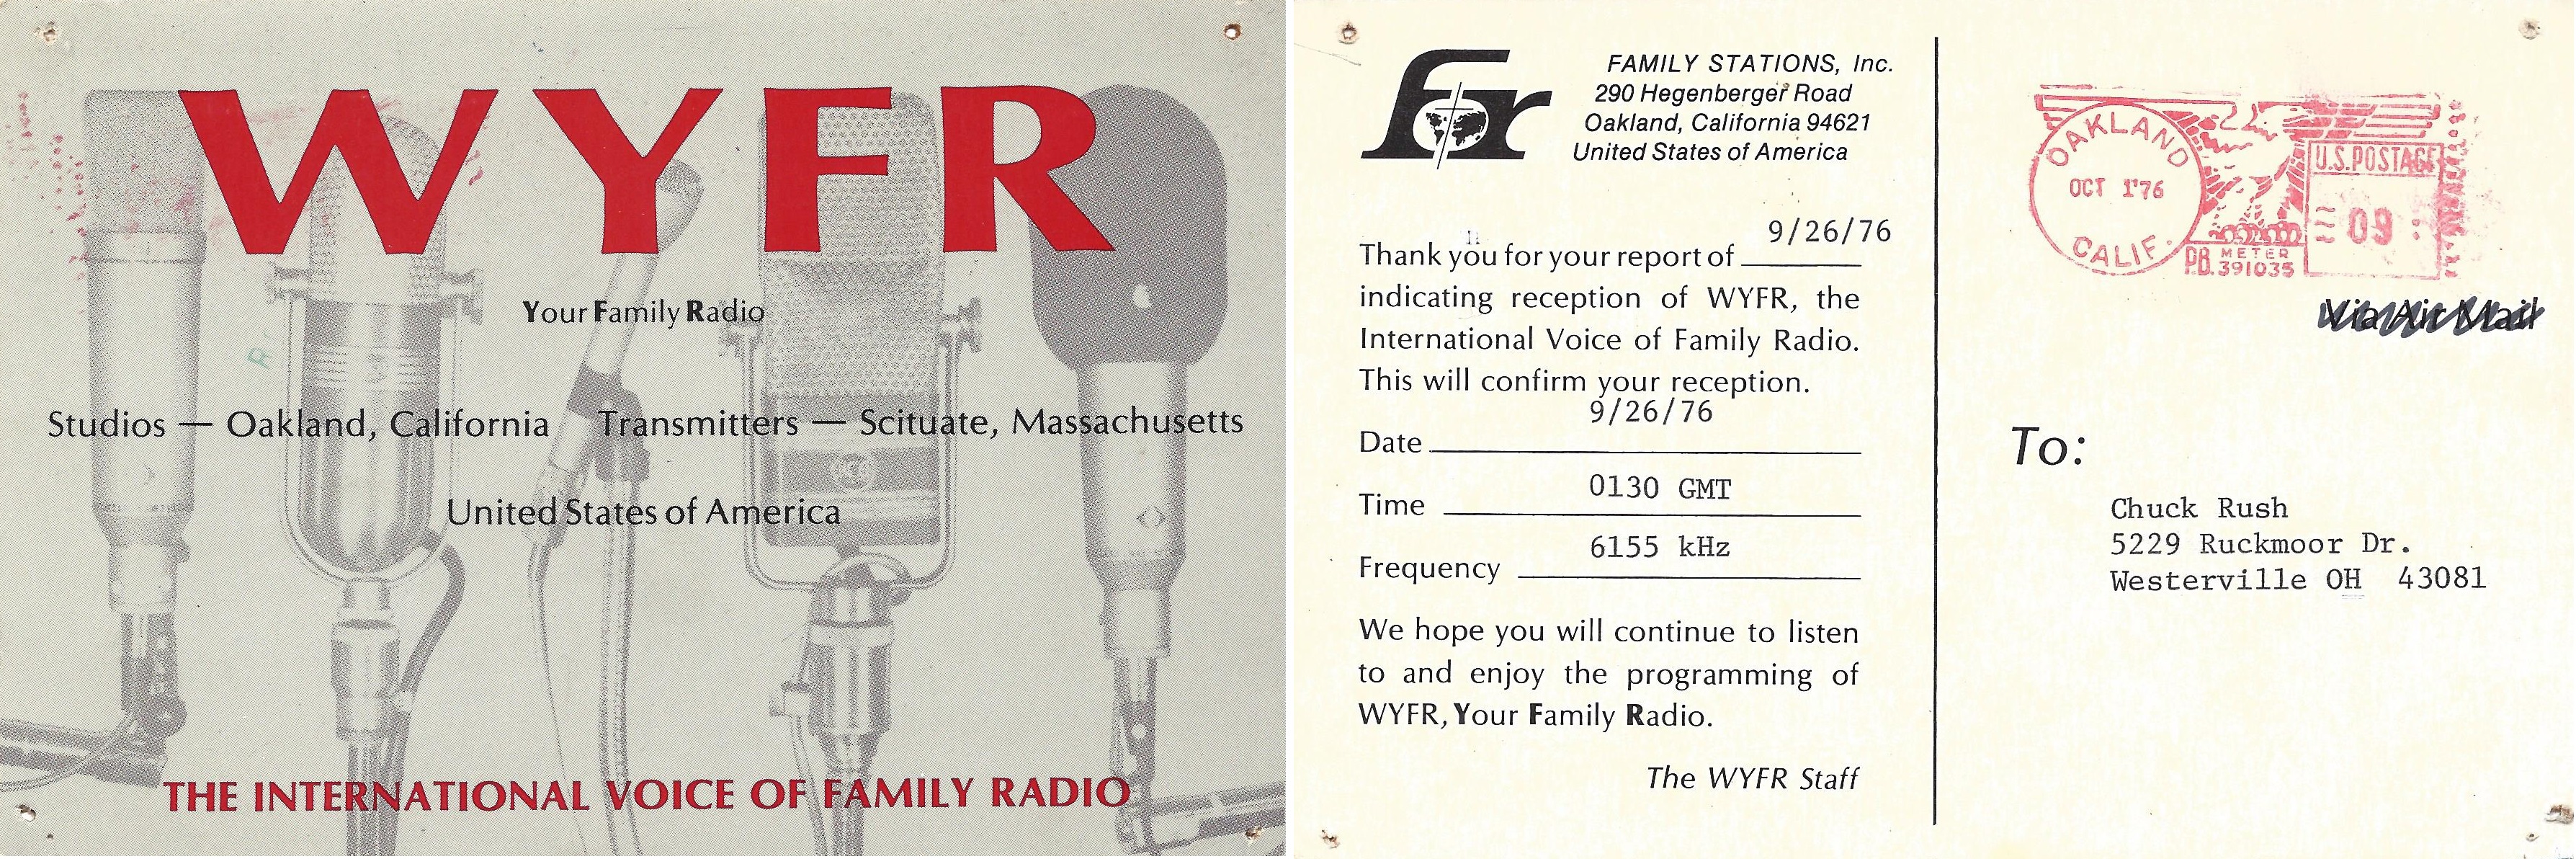 WYFR
Your Family Radio
Studios — Oakland, California Transmitters — Scituate, Massachusetts
United States of America
THE INTERNATIONAL VOICE OF FAMILY RADIO
fr
FAMILY STATIONS, Inc.
290 Hegenberger Road
Oakland, California 94621
United States of America
Thank you for your report of 9/26/76
indicating reception of WYFR, the
International Voice of Family Radio.
This will confirm your reception.
Date 9/26/76
Time 0130 GMT
Frequency 6155 kHz
We hope you will continue to listen
to and enjoy the programming of
WYFR, Your Family Radio.
The WYFR Staff
OAKLAND
OCT 1'76
CALIF.
P.B. METER
391035
U.S. POSTAGE
09
Via Air Mail
To:
Chuck Rush
5229 Ruckmoor Dr.
Westerville OH 43081